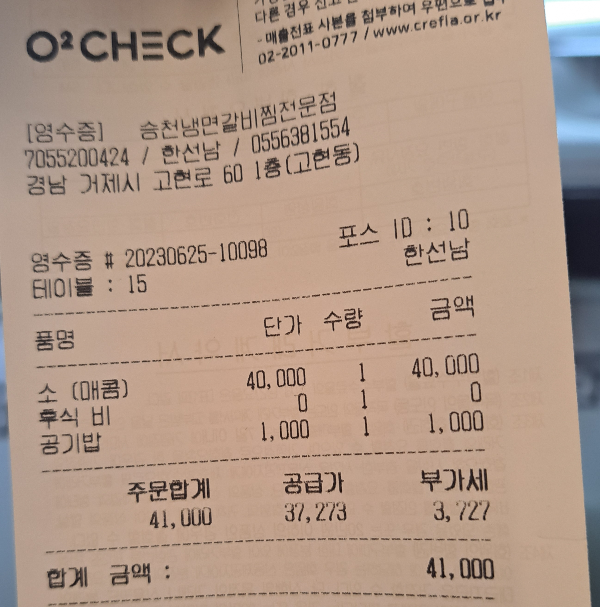 O²CHECK
다른 경우 신고
- 매출전표 사본을 첨부하여 우편으로
02-2011-0777 / www.crefia.or.kr
[영수증] 승천냉면갈비찜전문점
7055200424 / 한선남 / 0556381554
경남 거제시 고현로 60 1층(고현동)
영수증 # 20230625-10098 포스 ID : 10
테이블 : 15 한선남
품명 단가 수량 금액
소 (매콤) 40,000 1 40,000
후식 비 0 1 0
공기밥 1,000 1 1,000
주문합계 공급가 부가세
41,000 37,273 3,727
합계 금액 : 41,000